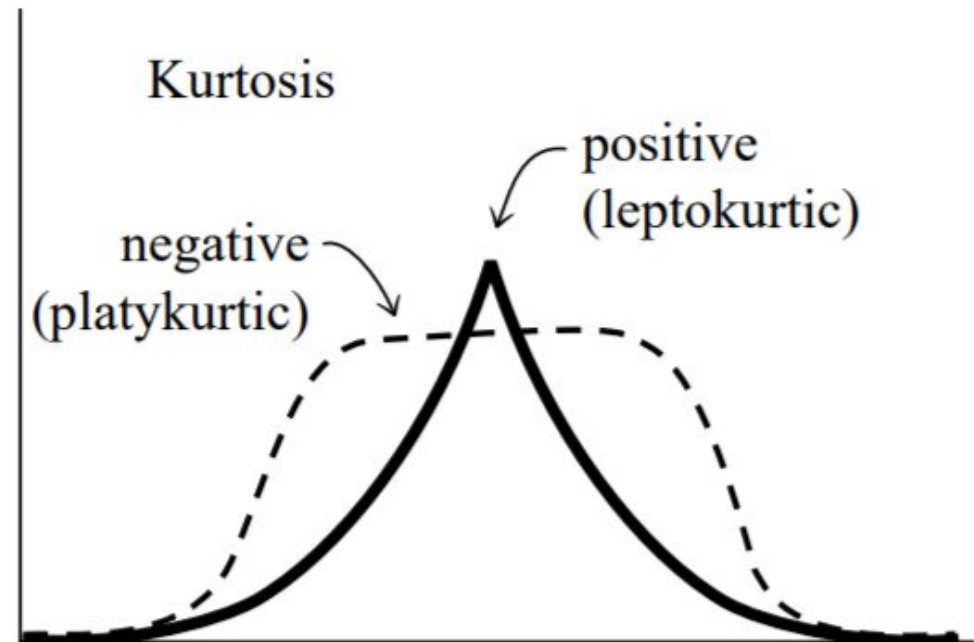 Kurtosis
positive
(leptokurtic)
negative
(platykurtic)